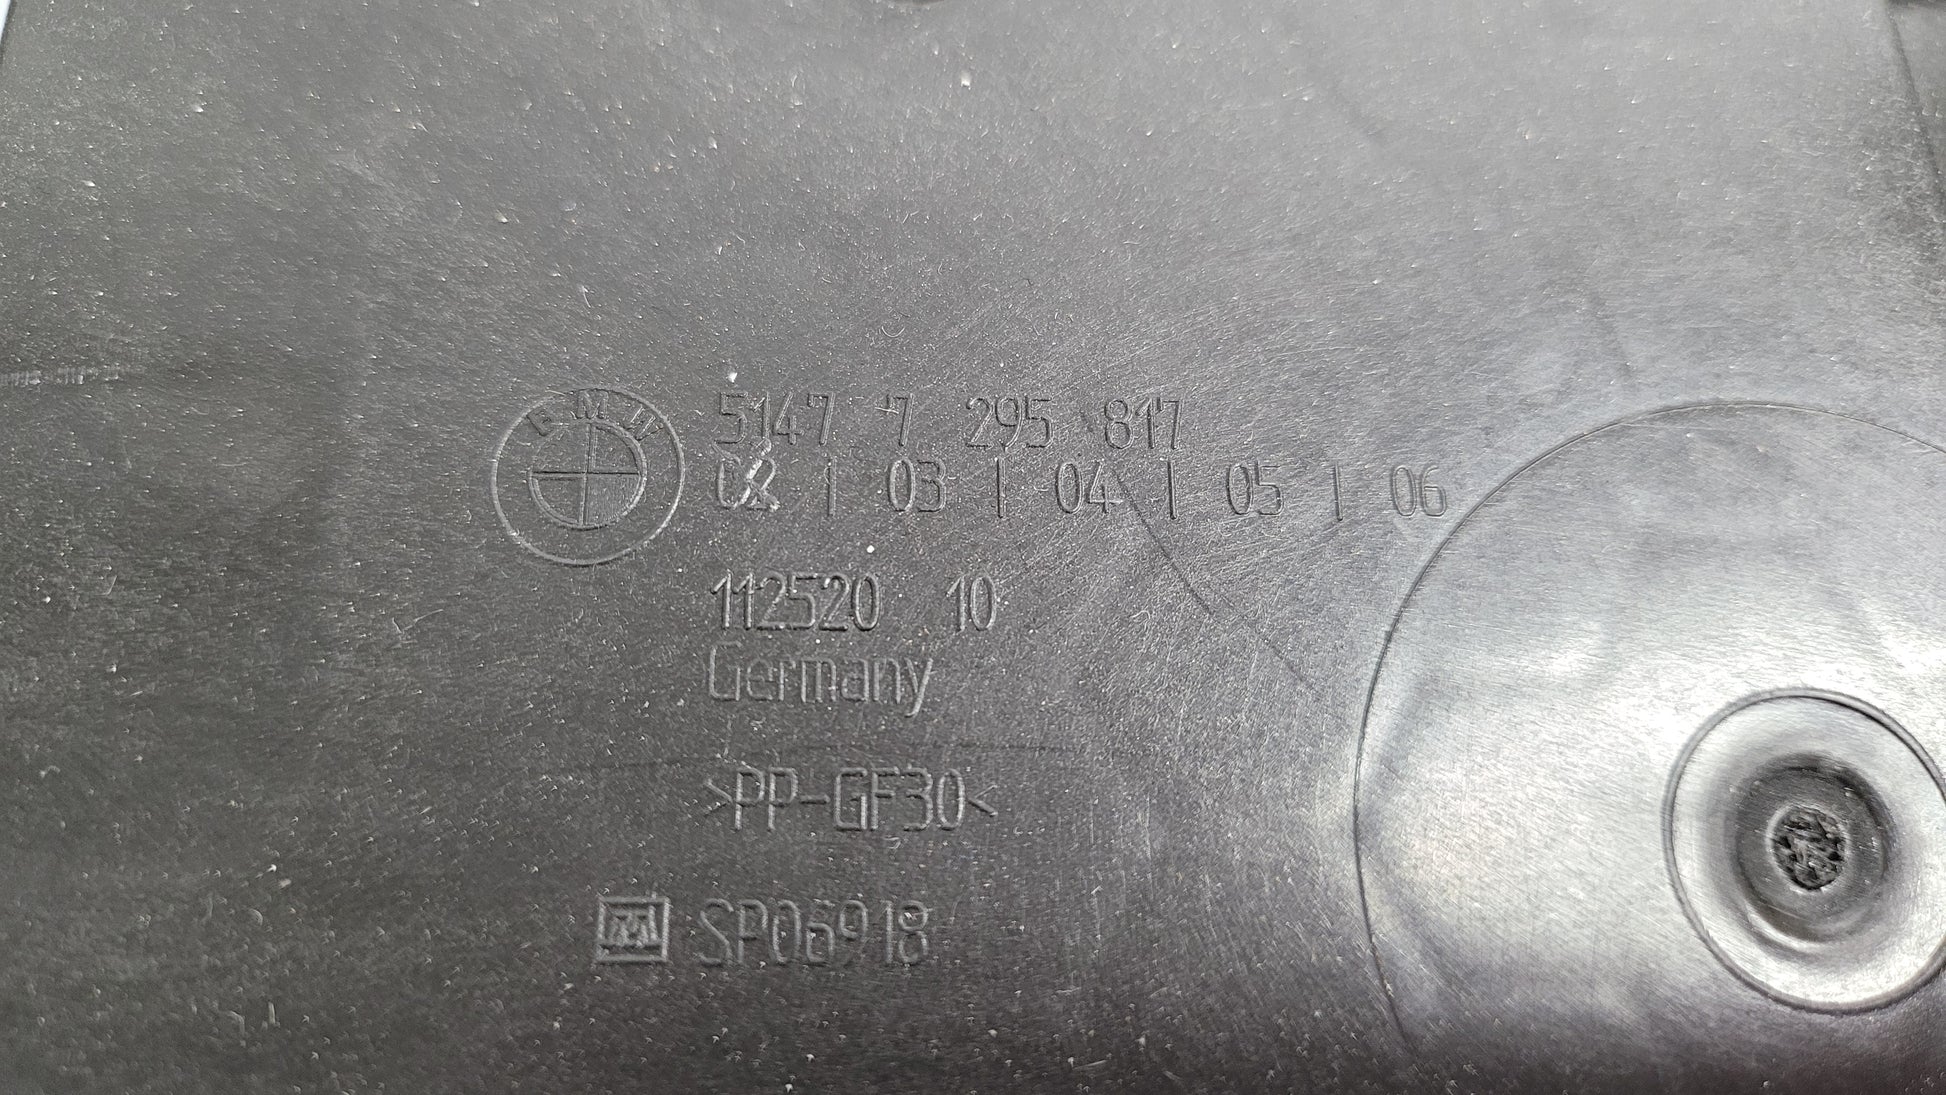 BMW
5147 7 295 817
02 | 03 | 04 | 05 | 06
112520 10
Germany
>PP-GF30<
SP06918